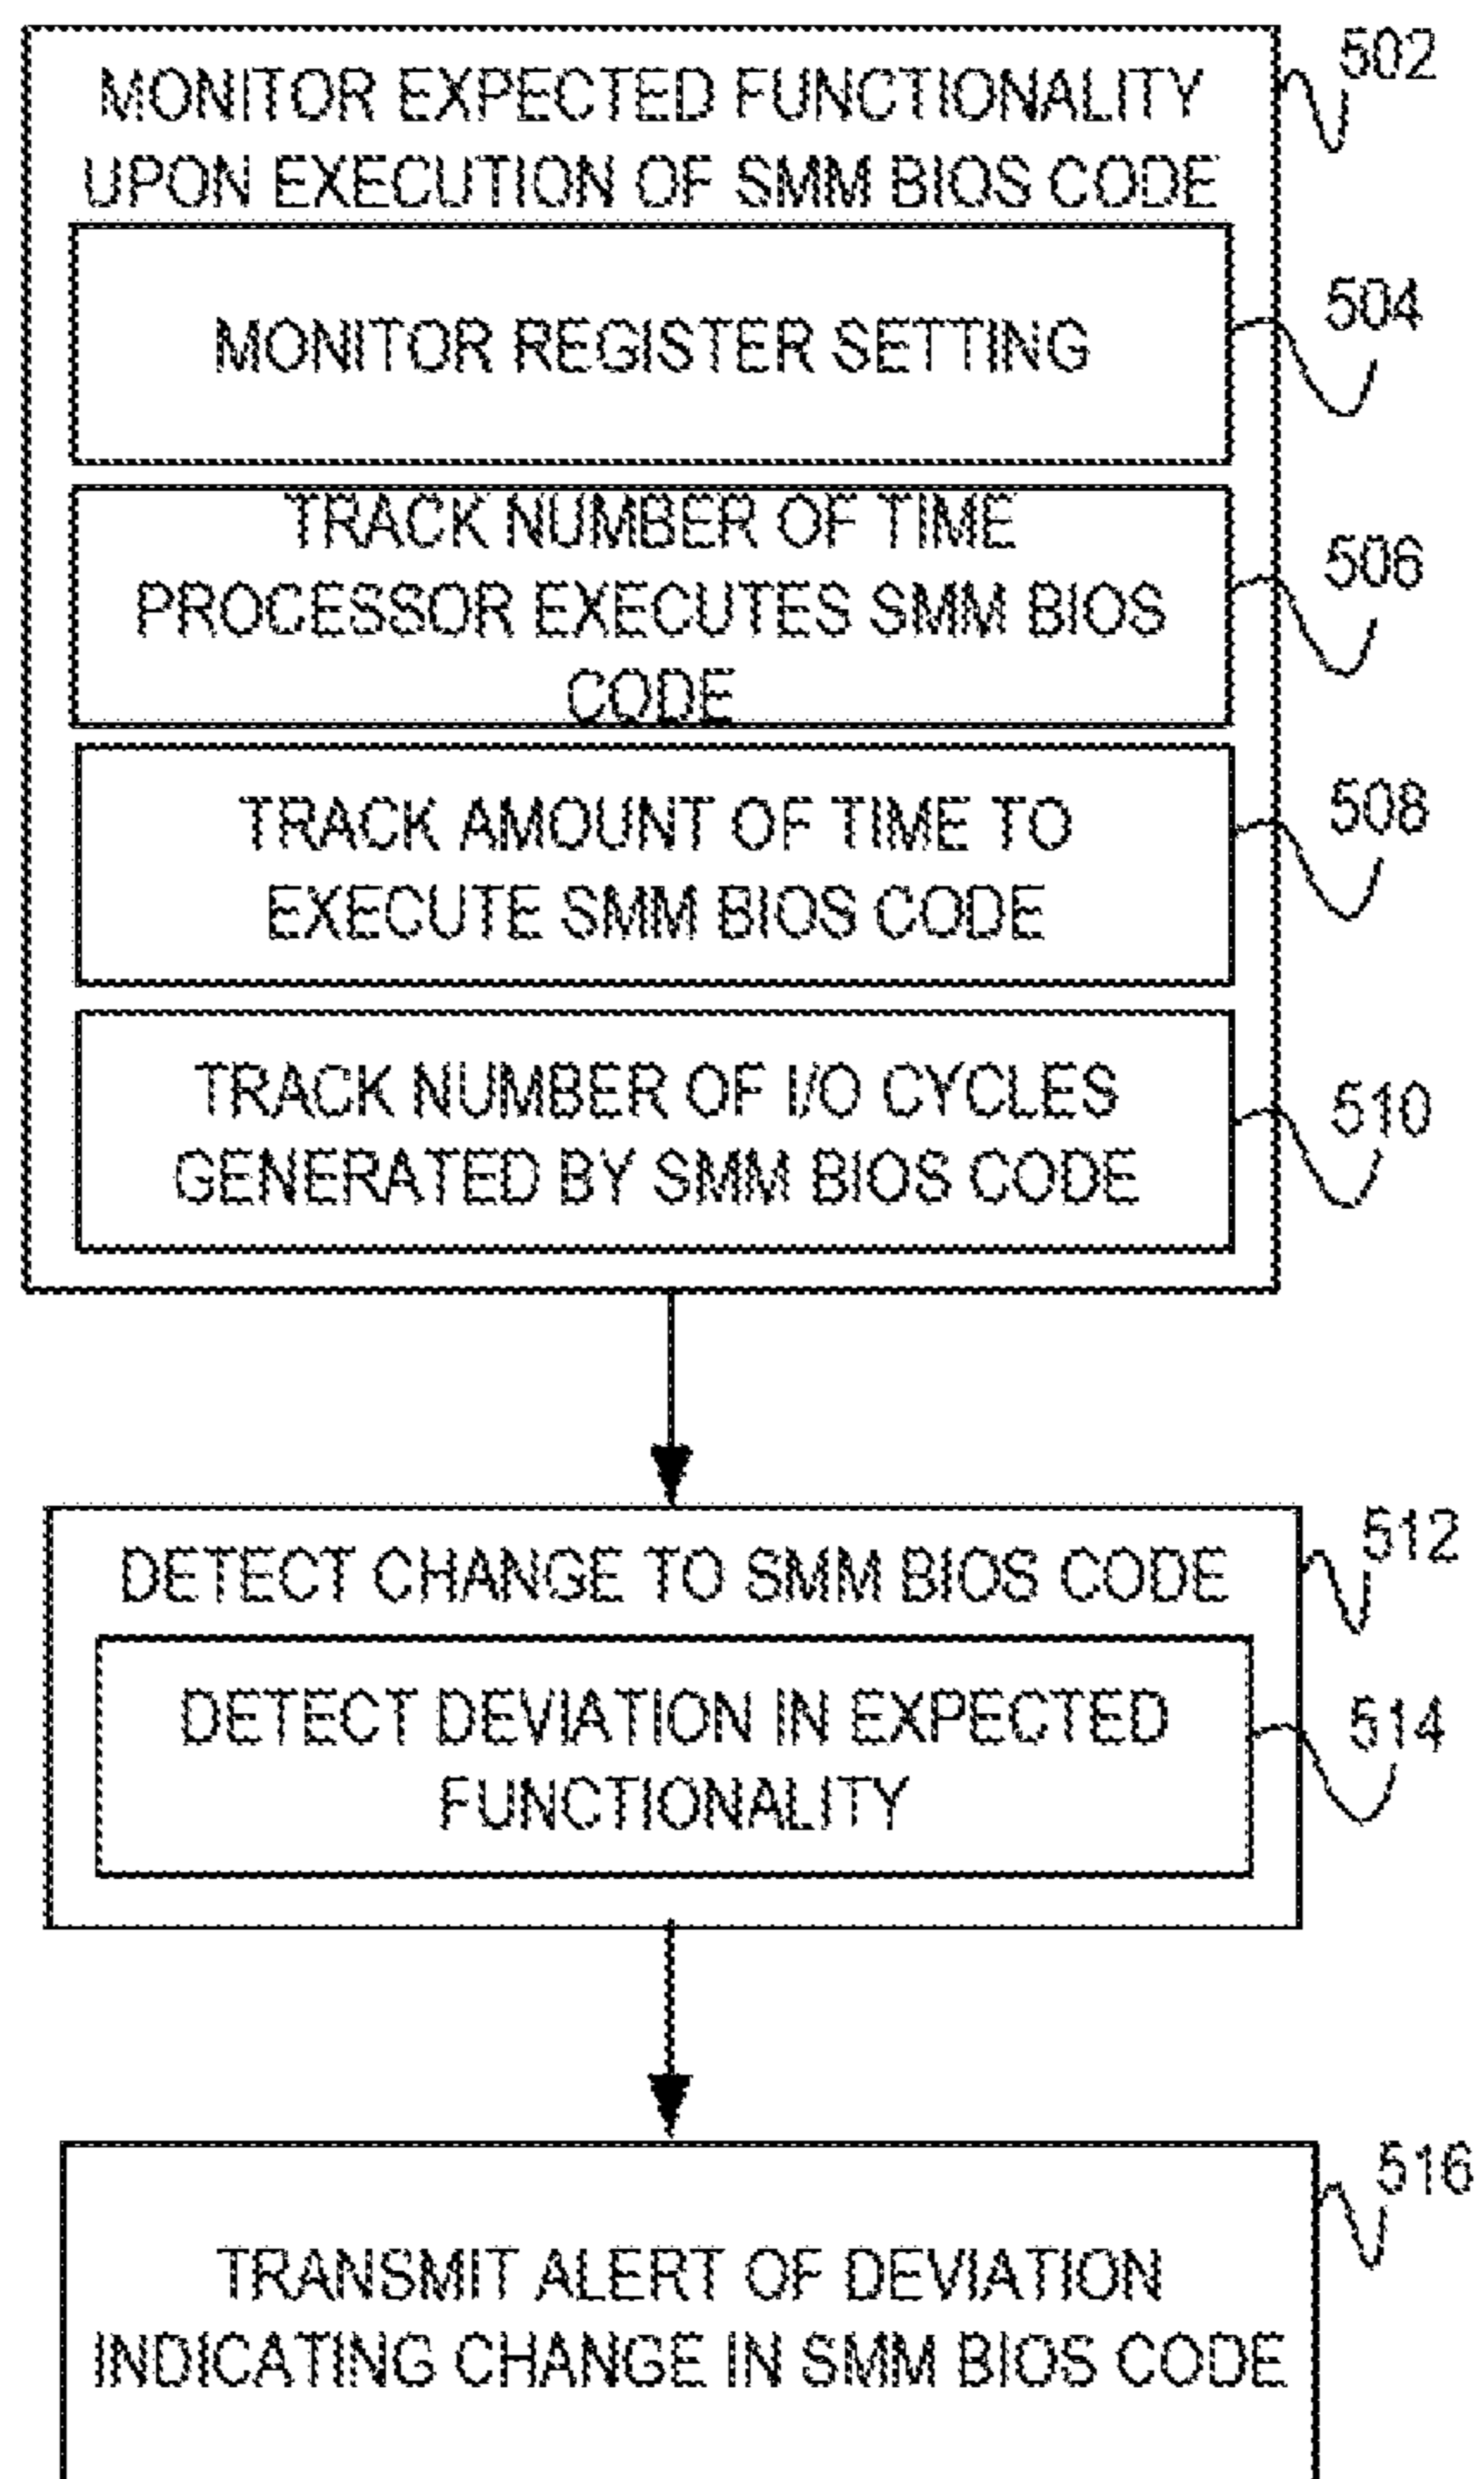 MONITOR EXPECTED FUNCTIONALITY
UPON EXECUTION OF SMM BIOS CODE
502
MONITOR REGISTER SETTING
504
TRACK NUMBER OF TIME
PROCESSOR EXECUTES SMM BIOS
CODE
506
TRACK AMOUNT OF TIME TO
EXECUTE SMM BIOS CODE
508
TRACK NUMBER OF I/O CYCLES
GENERATED BY SMM BIOS CODE
510
DETECT CHANGE TO SMM BIOS CODE
512
DETECT DEVIATION IN EXPECTED
FUNCTIONALITY
514
TRANSMIT ALERT OF DEVIATION
INDICATING CHANGE IN SMM BIOS CODE
516